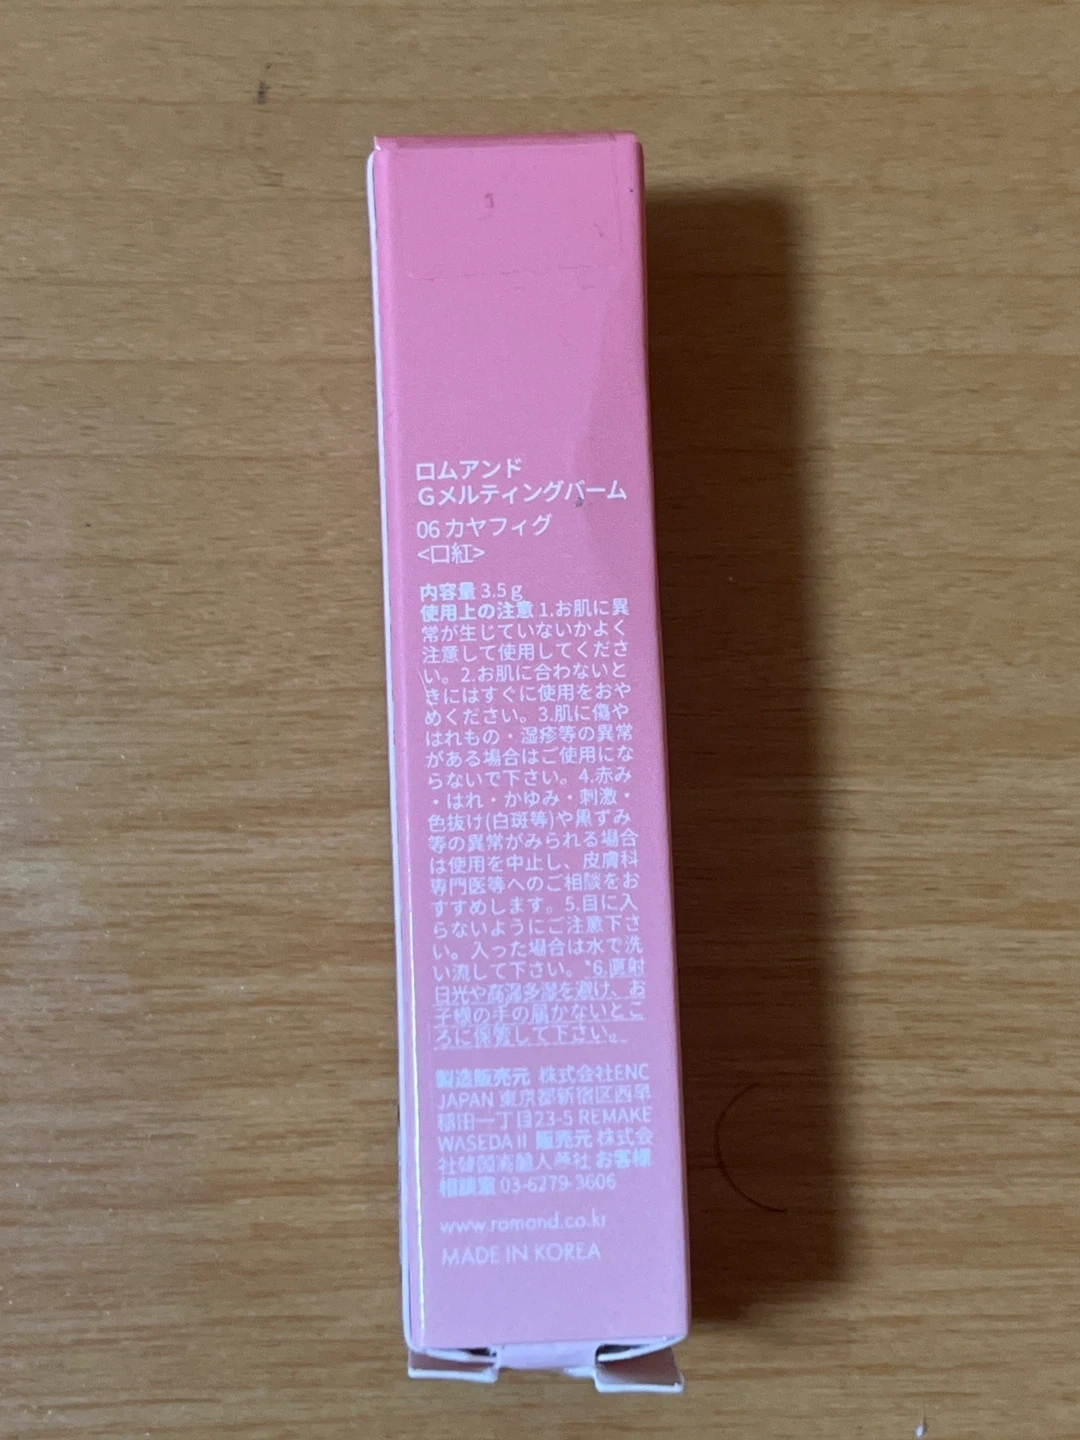 ロムアンド
Gメルティングバーム
06 カヤフィグ
<口紅>
内容量 3.5g
使用上の注意 1.お肌に異
常が生じていないかよく
注意して使用してくださ
い。2.お肌に合わないと
きにはすぐに使用をおや
めください。3.肌に傷や
はれもの・湿疹等の異常
がある場合はご使用にな
らないで下さい。4.赤み
・はれ・かゆみ・刺激・
色抜け(白斑等)や黒ずみ
等の異常がみられる場合
は使用を中止し、皮膚科
専門医等へのご相談をお
すすめします。5.目に入
らないようにご注意下さ
い。入った場合は水で洗
い流して下さい。*6.直射
日光や高温多湿を避け、お
子様の手の届かないとこ
ろに保管して下さい。
製造販売元 株式会社ENC
JAPAN 東京都新宿区西早
稲田一丁目23-5 REMAKE
WASEDA II 販売元 株式会
社韓国高麗人蔘社 お客様
相談室 03-6279-3606
www.romand.co.kr
MADE IN KOREA